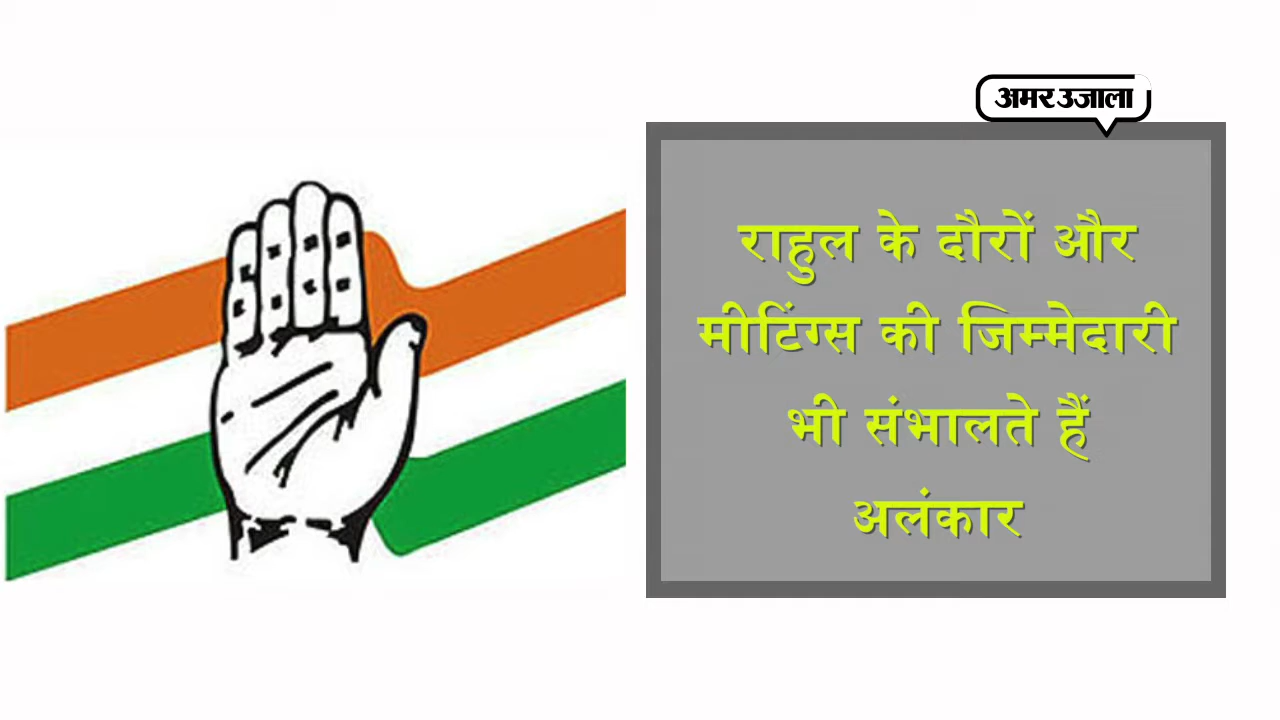 अमर उजाला
राहुल के दौरों और
मीटिंग्स की जिम्मेदारी
भी संभालते हैं
अलंकार